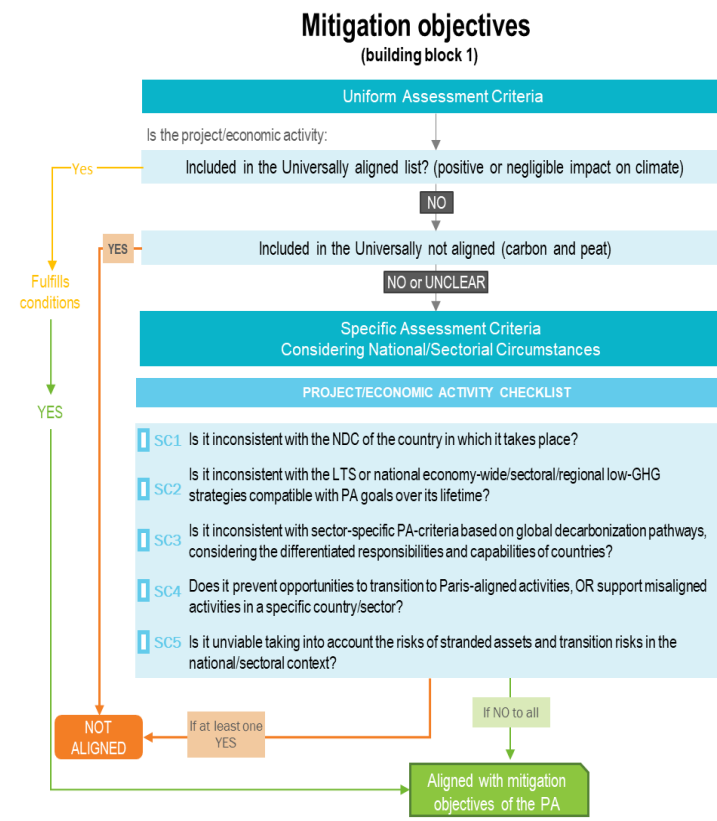 Mitigation objectives
(building block 1)
Uniform Assessment Criteria
Is the project/economic activity:
Yes
Included in the Universally aligned list? (positive or negligible impact on climate)
NO
YES
Included in the Universally not aligned (carbon and peat)
Fulfills
conditions
NO or UNCLEAR
Specific Assessment Criteria
Considering National/Sectorial Circumstances
PROJECT/ECONOMIC ACTIVITY CHECKLIST
YES
SC1 Is it inconsistent with the NDC of the country in which it takes place?
SC2 Is it inconsistent with the LTS or national economy-wide/sectoral/regional low-GHG
strategies compatible with PA goals over its lifetime?
SC3 Is it inconsistent with sector-specific PA-criteria based on global decarbonization pathways,
considering the differentiated responsibilities and capabilities of countries?
SC4 Does it prevent opportunities to transition to Paris-aligned activities, OR support misaligned
activities in a specific country/sector?
SC5 Is it unviable taking into account the risks of stranded assets and transition risks in the
national/sectoral context?
NOT
ALIGNED
If at least one
YES
If NO to all
Aligned with mitigation
objectives of the PA